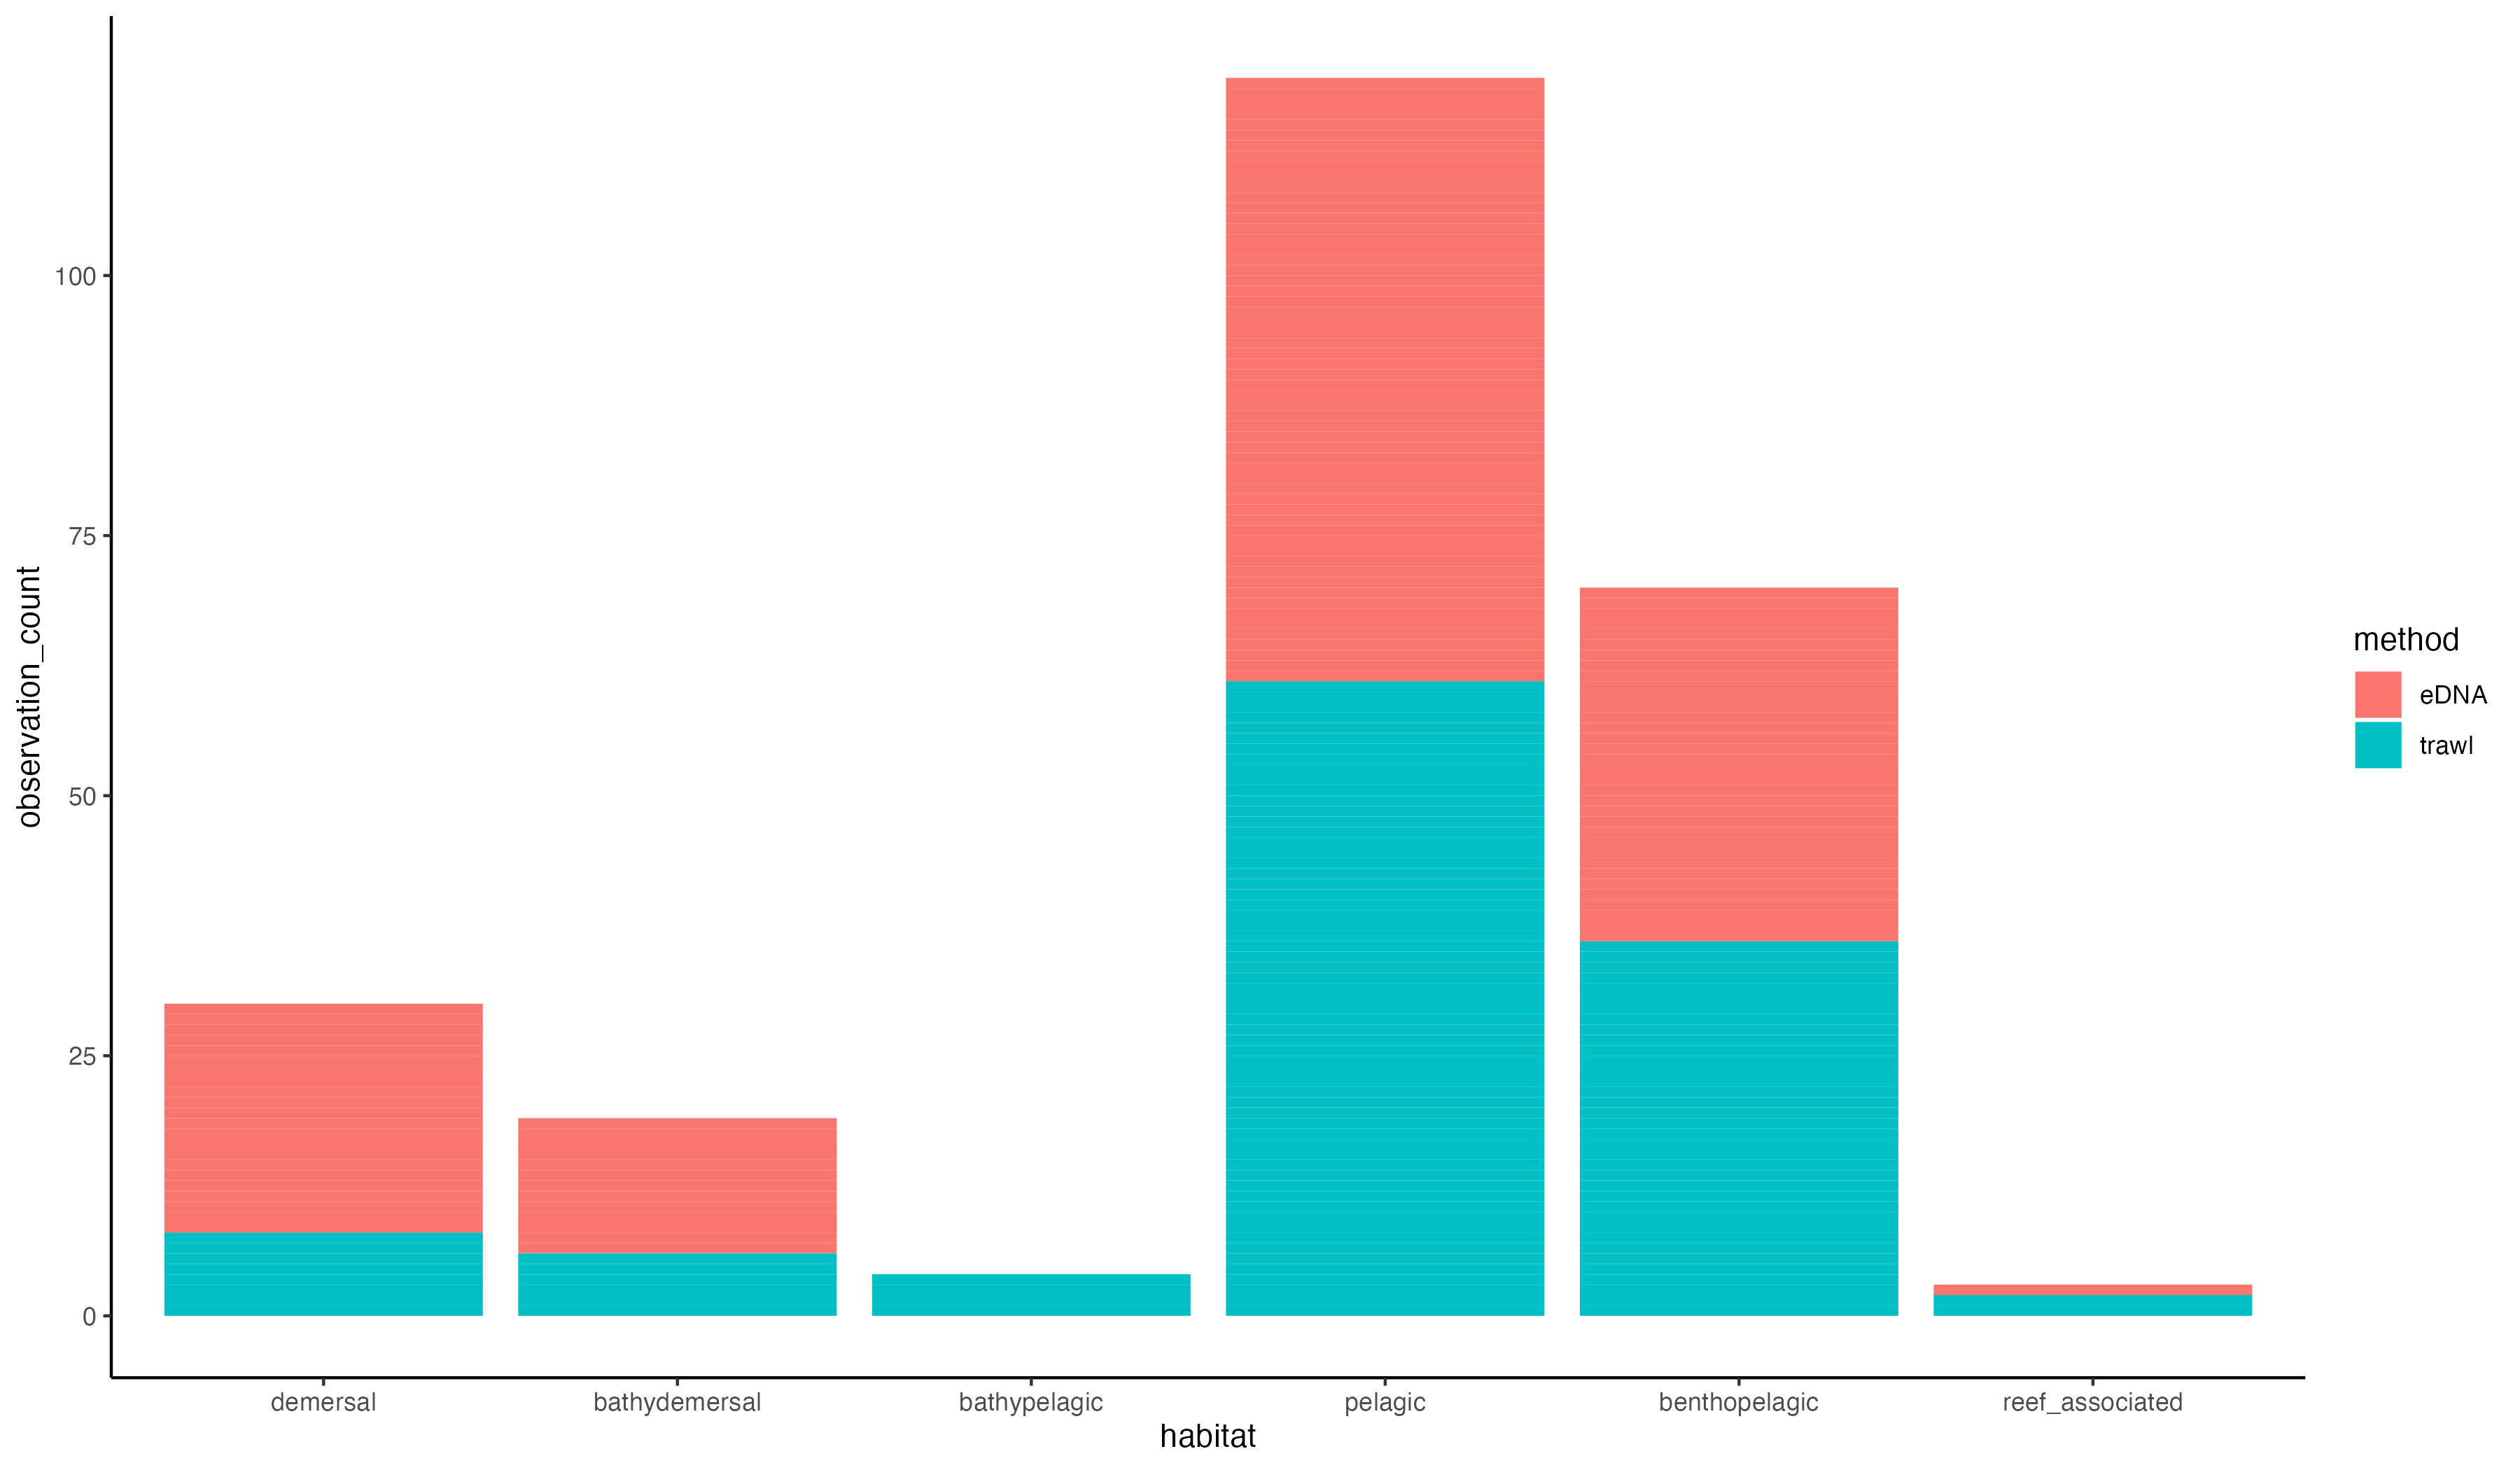 observation_count
100
75
50
25
0
demersal
bathydemersal
bathypelagic
pelagic
benthopelagic
reef_associated
habitat
method
eDNA
trawl